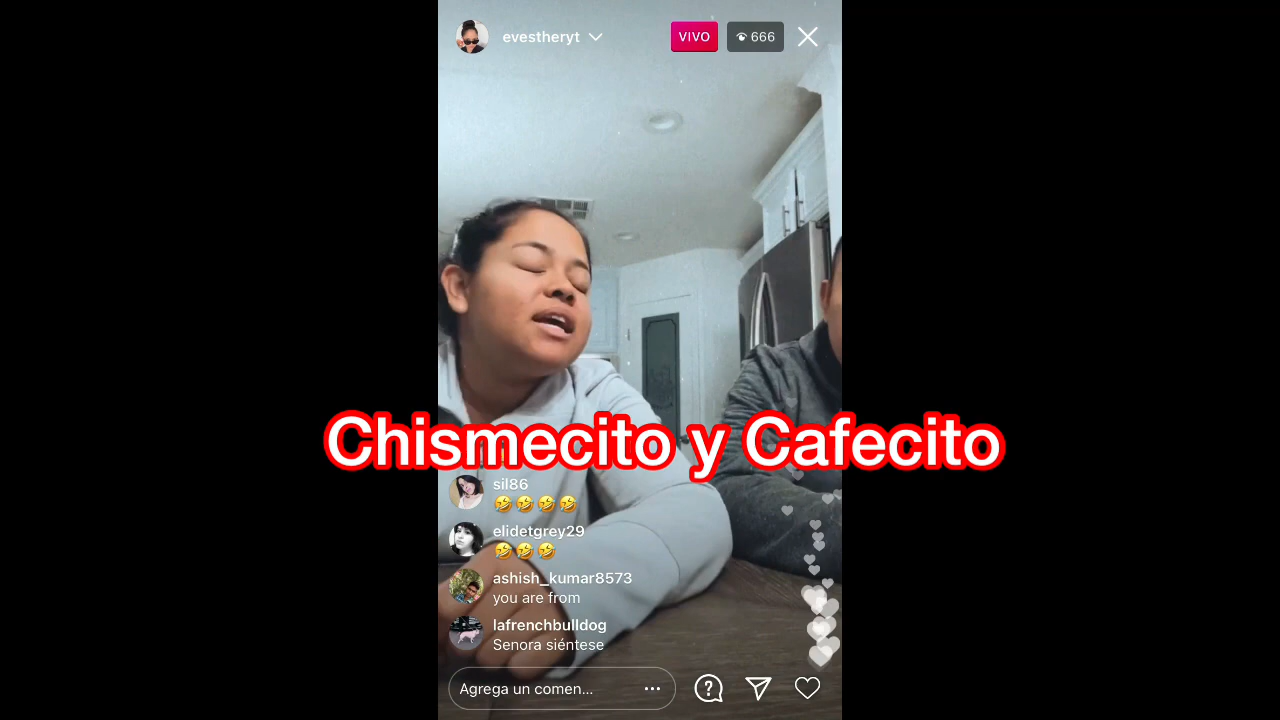 evestheryt
VIVO
666
Chismecito y Cafecito
sil86
🤣🤣🤣🤣
elidetgrey29
🤣🤣🤣
ashish_kumar8573
you are from
lafrenchbulldog
Senora siéntese
Agrega un comen...